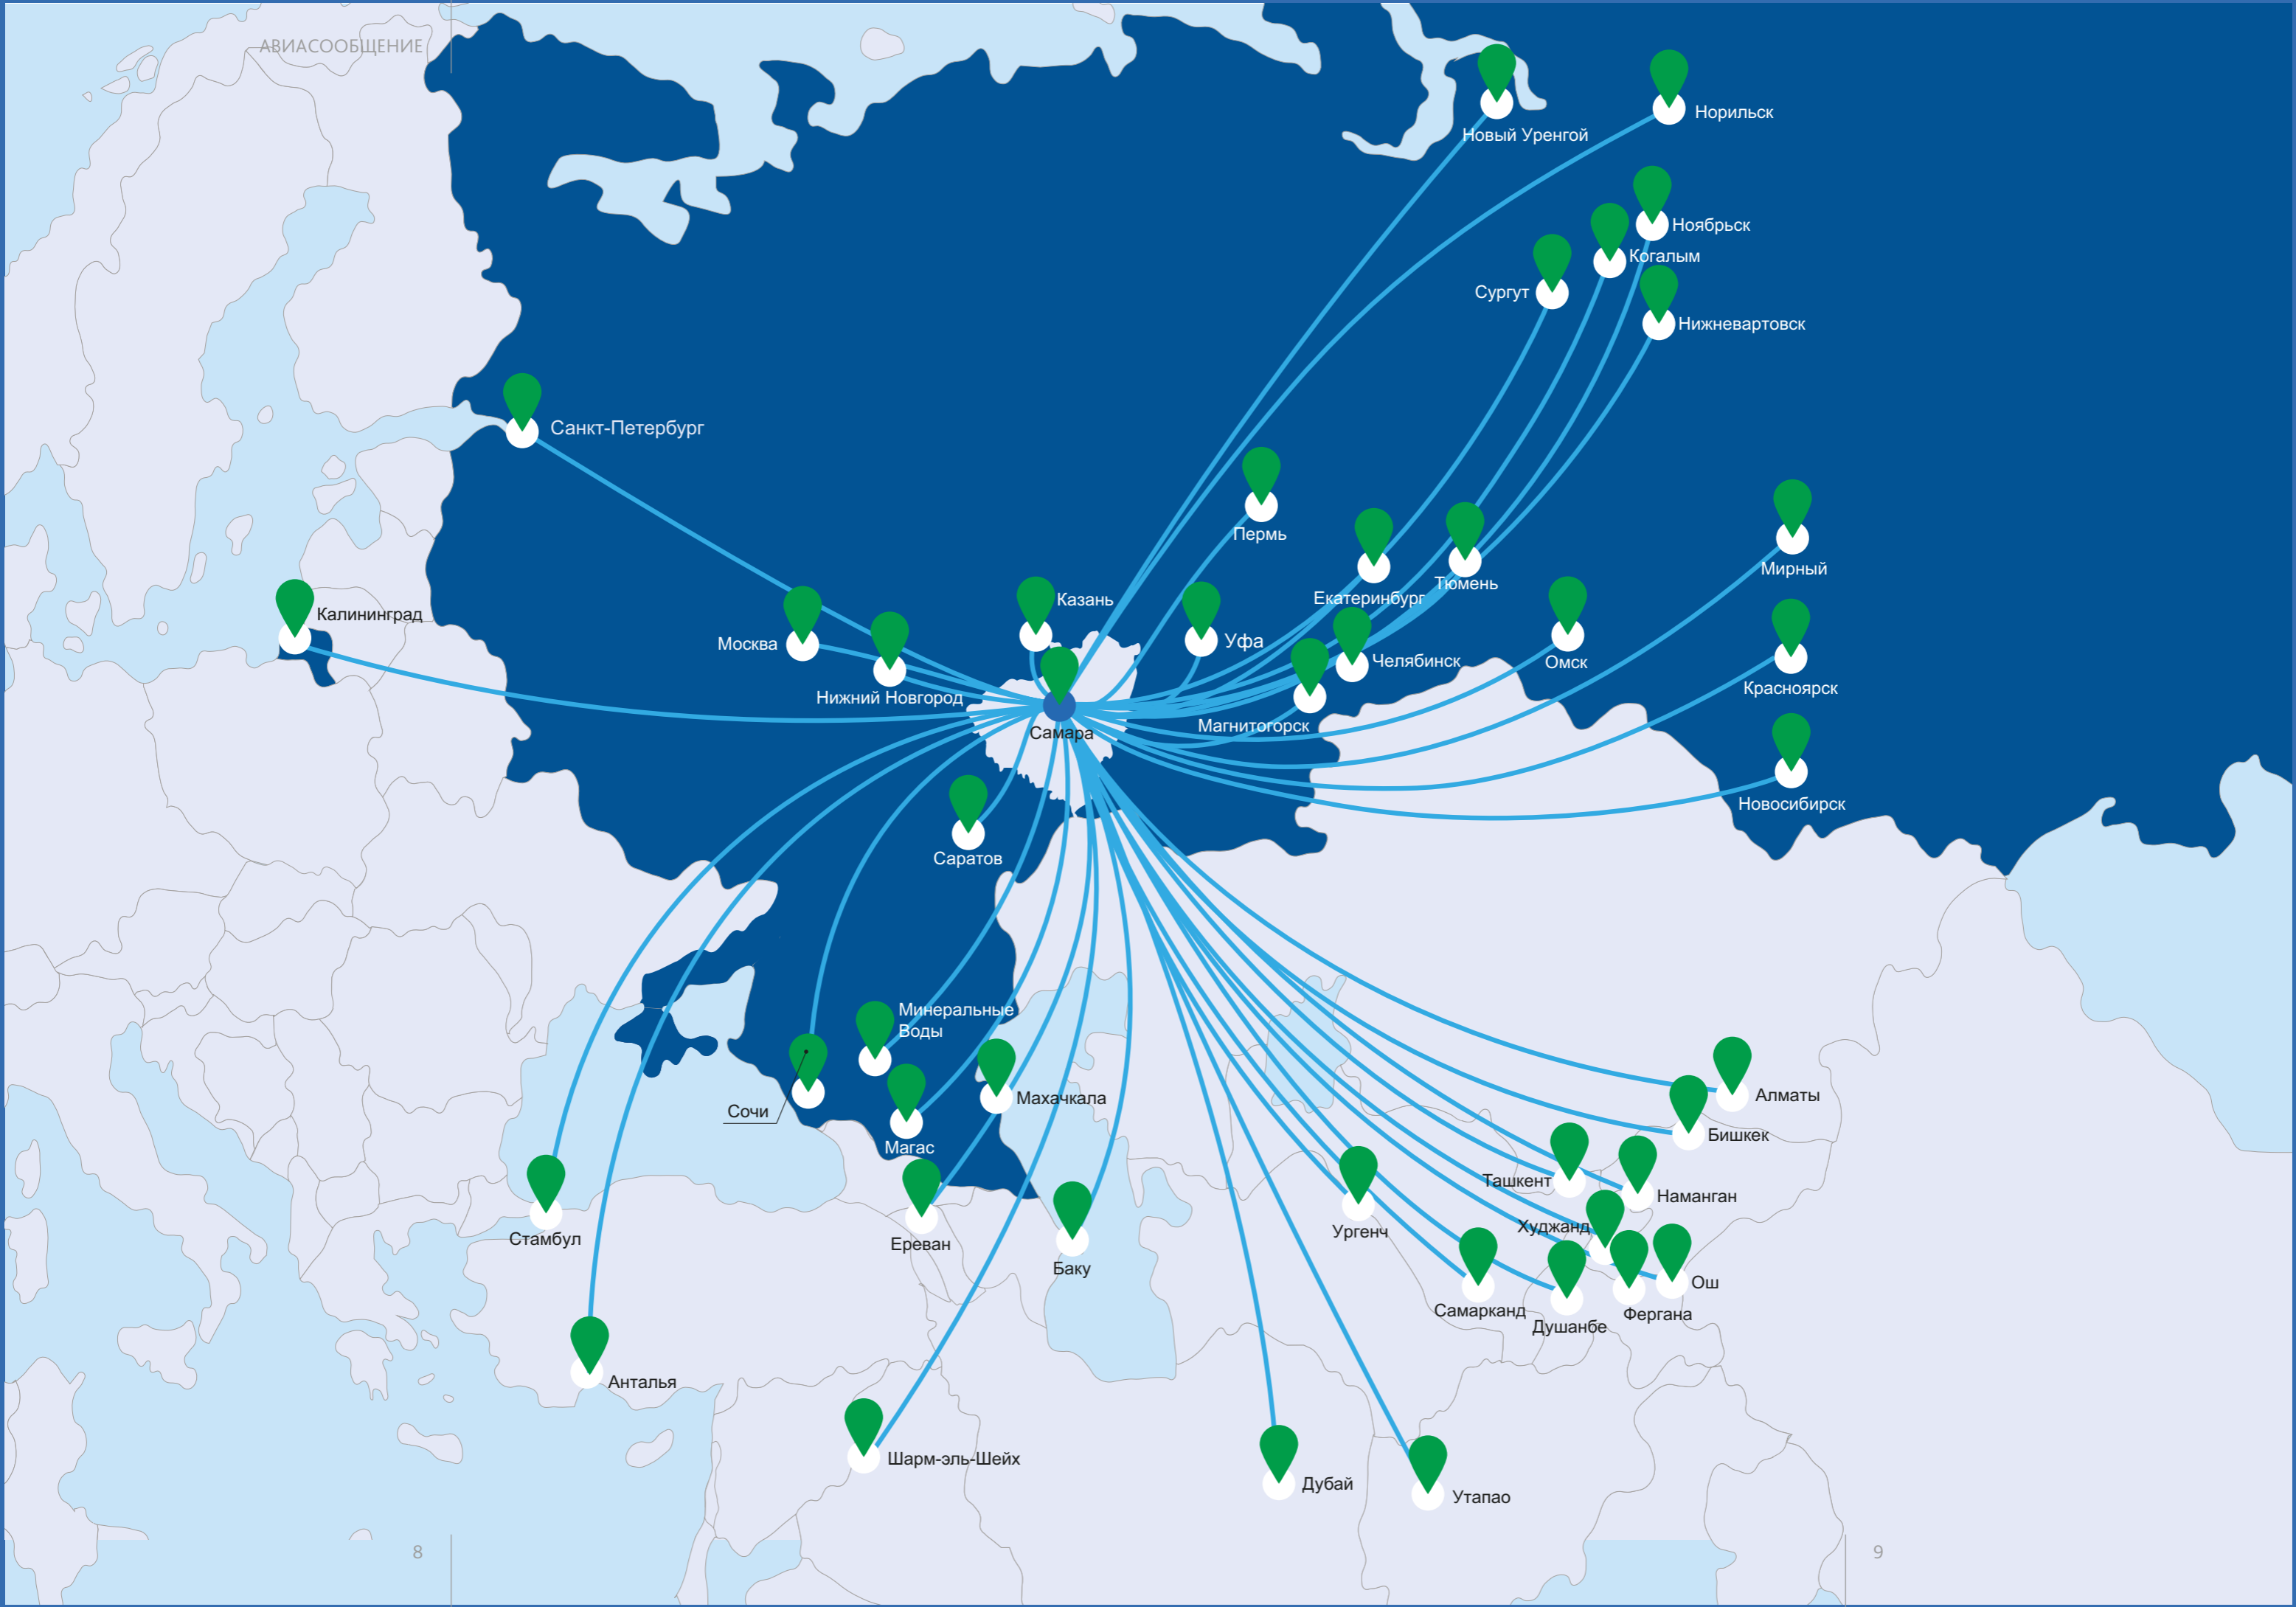 АВИАСООБЩЕНИЕ
Новый Уренгой
Норильск
Ноябрьск
Когалым
Сургут
Нижневартовск
Санкт-Петербург
Пермь
Мирный
Екатеринбург
Тюмень
Казань
Калининград
Москва
Уфа
Челябинск
Омск
Красноярск
Нижний Новгород
Магнитогорск
Самара
Новосибирск
Саратов
Минеральные
Воды
Сочи
Махачкала
Магас
Алматы
Бишкек
Ташкент
Наманган
Худжанд
Ургенч
Стамбул
Ереван
Баку
Ош
Самарканд
Фергана
Душанбе
Анталья
Шарм-эль-Шейх
Дубай
Утапао
8
9